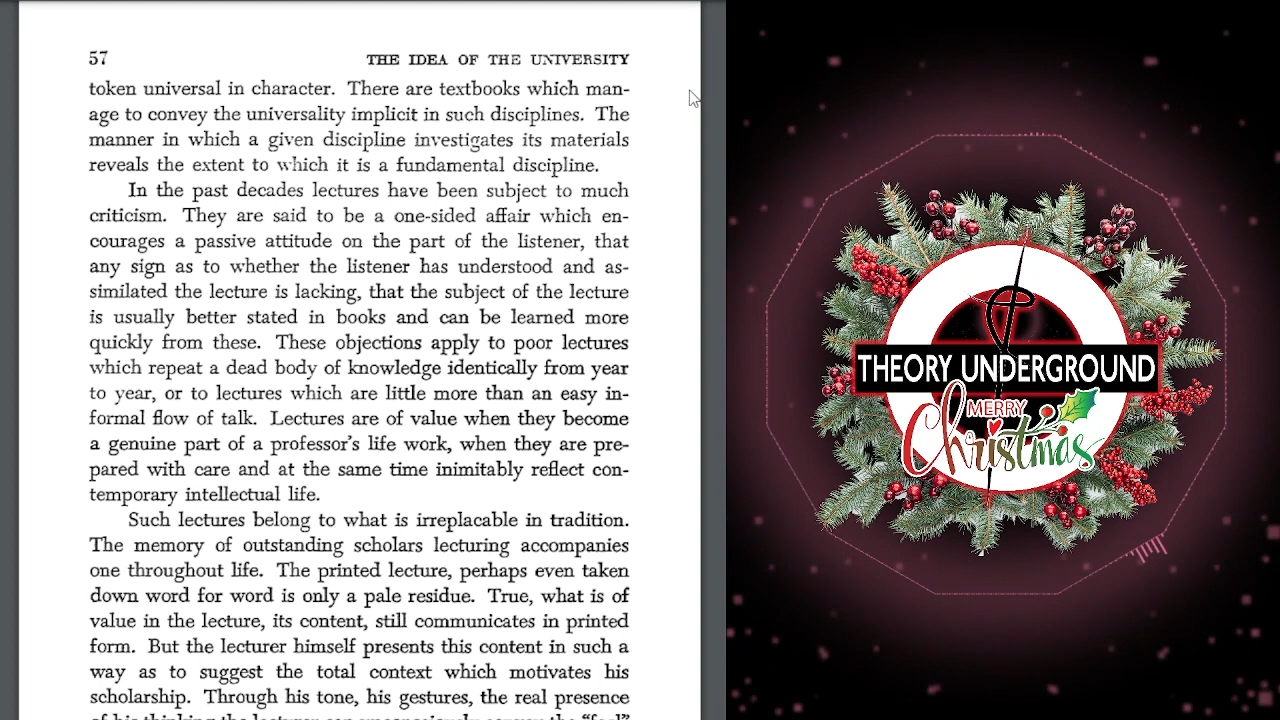 57 THE IDEA OF THE UNIVERSITY
token universal in character. There are textbooks which man-
age to convey the universality implicit in such disciplines. The
manner in which a given discipline investigates its materials
reveals the extent to which it is a fundamental discipline.
In the past decades lectures have been subject to much
criticism. They are said to be a one-sided affair which en-
courages a passive attitude on the part of the listener, that
any sign as to whether the listener has understood and as-
similated the lecture is lacking, that the subject of the lecture
is usually better stated in books and can be learned more
quickly from these. These objections apply to poor lectures
which repeat a dead body of knowledge identically from year
to year, or to lectures which are little more than an easy in-
formal flow of talk. Lectures are of value when they become
a genuine part of a professor's life work, when they are pre-
pared with care and at the same time inimitably reflect con-
temporary intellectual life.
Such lectures belong to what is irreplacable in tradition.
The memory of outstanding scholars lecturing accompanies
one throughout life. The printed lecture, perhaps even taken
down word for word is only a pale residue. True, what is of
value in the lecture, its content, still communicates in printed
form. But the lecturer himself presents this content in such a
way as to suggest the total context which motivates his
scholarship. Through his tone, his gestures, the real presence
of his thinking the lecturer can unconsciously convey the "feel"
THEORY UNDERGROUND
MERRY
Christmas